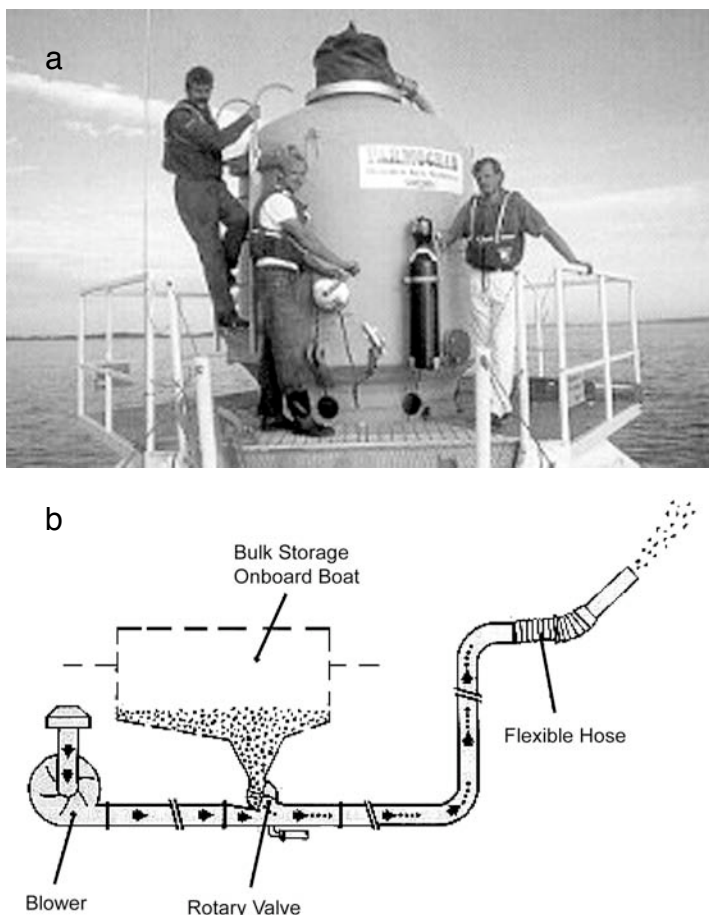 a
b
Bulk Storage
Onboard Boat
Flexible Hose
Blower
Rotary Valve